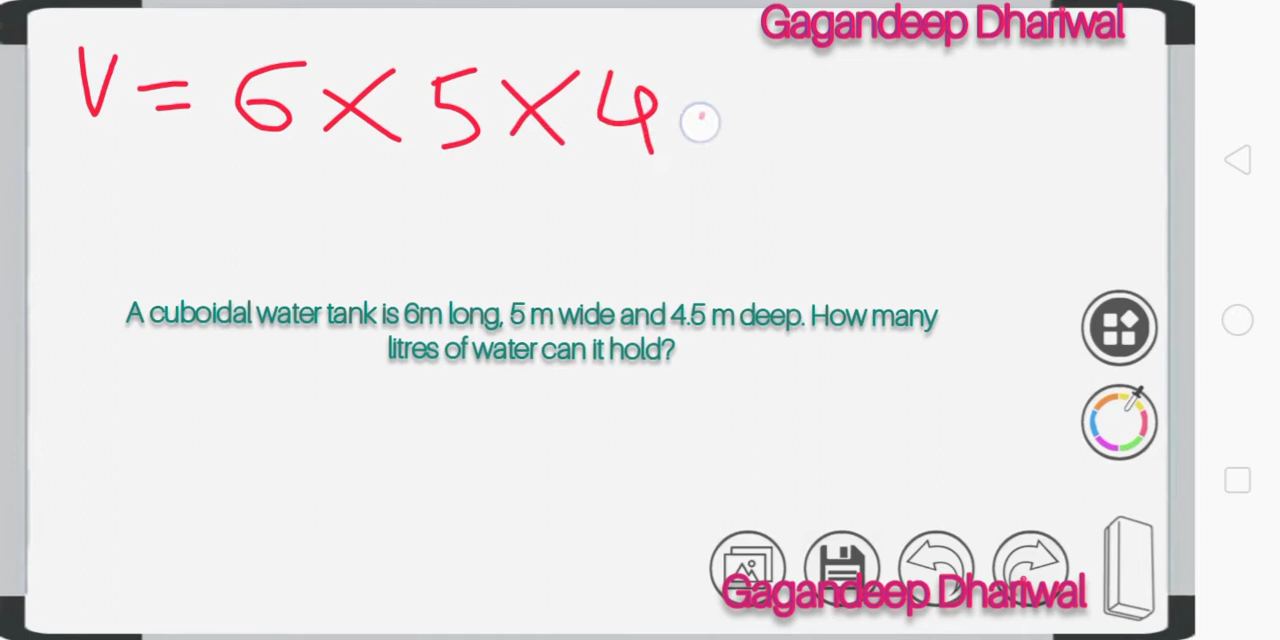 Gagandeep Dhariwal
V = 6 × 5 × 4
A cuboidal water tank is 6m long, 5 m wide and 4.5 m deep. How many
litres of water can it hold?
Gagandeep Dhariwal